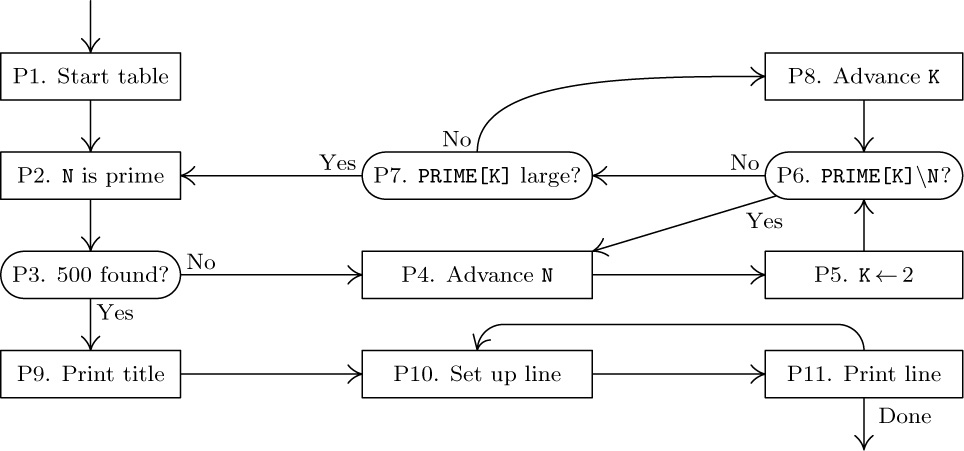 P1. Start table
P8. Advance K
No
P2. N is prime
Yes
P7. PRIME[K] large?
No
P6. PRIME[K]\N?
Yes
P3. 500 found?
No
P4. Advance N
P5. K←2
Yes
P9. Print title
P10. Set up line
P11. Print line
Done